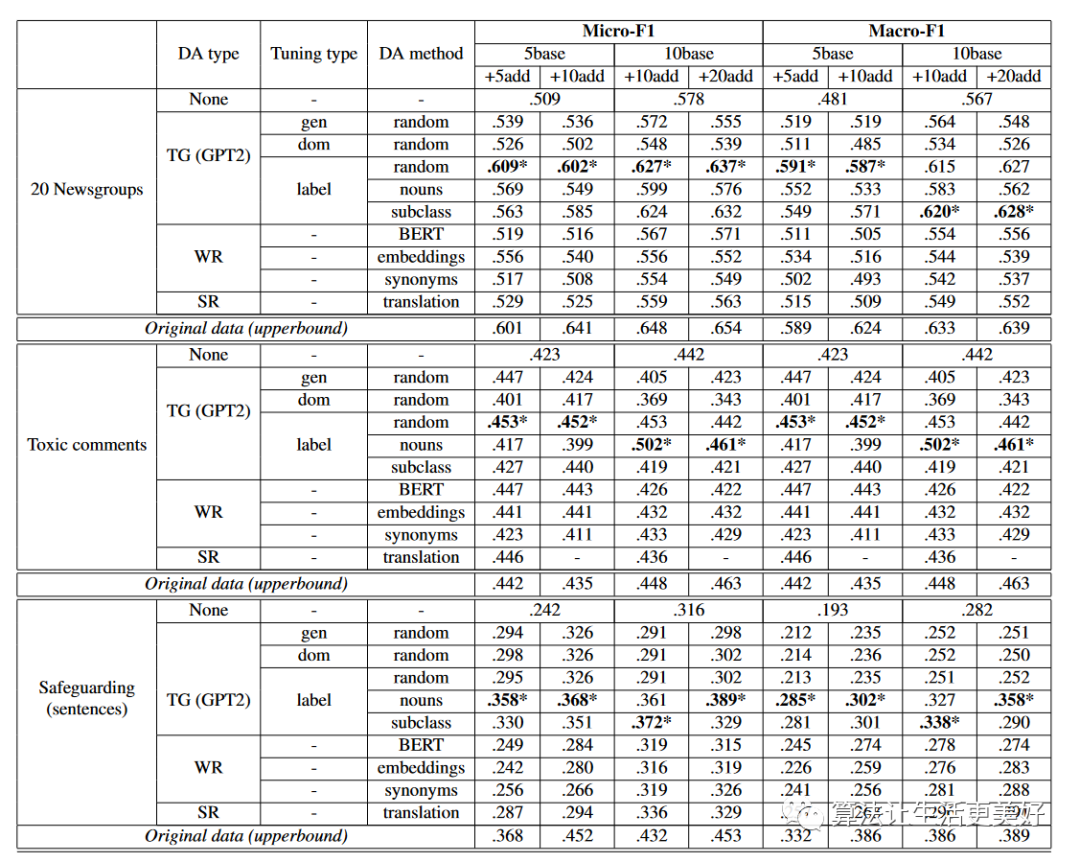 Micro-F1 Macro-F1
DA type Tuning type DA method 5base 10base 5base 10base
+5add +10add +10add +20add +5add +10add +10add +20add
None - - .509 .578 .481 .567
gen random .539 .536 .572 .555 .519 .519 .564 .548
TG (GPT2) dom random .526 .502 .548 .539 .511 .485 .534 .526
random .609* .602* .627* .637* .591* .587* .615 .627
20 Newsgroups label nouns .569 .549 .599 .576 .552 .533 .583 .562
subclass .563 .585 .624 .632 .549 .571 .620* .628*
- BERT .519 .516 .567 .571 .511 .505 .554 .556
WR - embeddings .556 .540 .556 .552 .534 .516 .544 .539
- synonyms .517 .508 .554 .549 .502 .493 .542 .537
SR - translation .529 .525 .559 .563 .515 .509 .549 .552
Original data (upperbound) .601 .641 .648 .654 .589 .624 .633 .639
None - - .423 .442 .423 .442
gen random .447 .424 .405 .423 .447 .424 .405 .423
TG (GPT2) dom random .401 .417 .369 .343 .401 .417 .369 .343
random .453* .452* .453 .442 .453* .452* .453 .442
Toxic comments label nouns .417 .399 .502* .461* .417 .399 .502* .461*
subclass .427 .440 .419 .421 .427 .440 .419 .421
- BERT .447 .443 .426 .422 .447 .443 .426 .422
WR - embeddings .441 .441 .432 .432 .441 .441 .432 .432
- synonyms .423 .411 .433 .429 .423 .411 .433 .429
SR - translation .446 - .436 - .446 - .436 -
Original data (upperbound) .442 .435 .448 .463 .442 .435 .448 .463
None - - .242 .316 .193 .282
gen random .294 .326 .291 .298 .212 .235 .252 .251
dom random .298 .326 .291 .302 .214 .236 .252 .250
random .295 .326 .291 .302 .213 .235 .251 .252
Safeguarding (sentences) TG (GPT2) label nouns .358* .368* .361 .389* .285* .302* .327 .358*
subclass .330 .351 .372* .329 .281 .301 .338* .290
- BERT .249 .284 .319 .315 .245 .274 .278 .274
WR - embeddings .242 .280 .316 .319 .226 .259 .276 .283
- synonyms .256 .266 .319 .326 .241 .256 .281 .288
SR - translation .287 .294 .336 .329
算法让生活更美好
Original data (upperbound) .368 .452 .432 .453 .332 .386 .386 .389